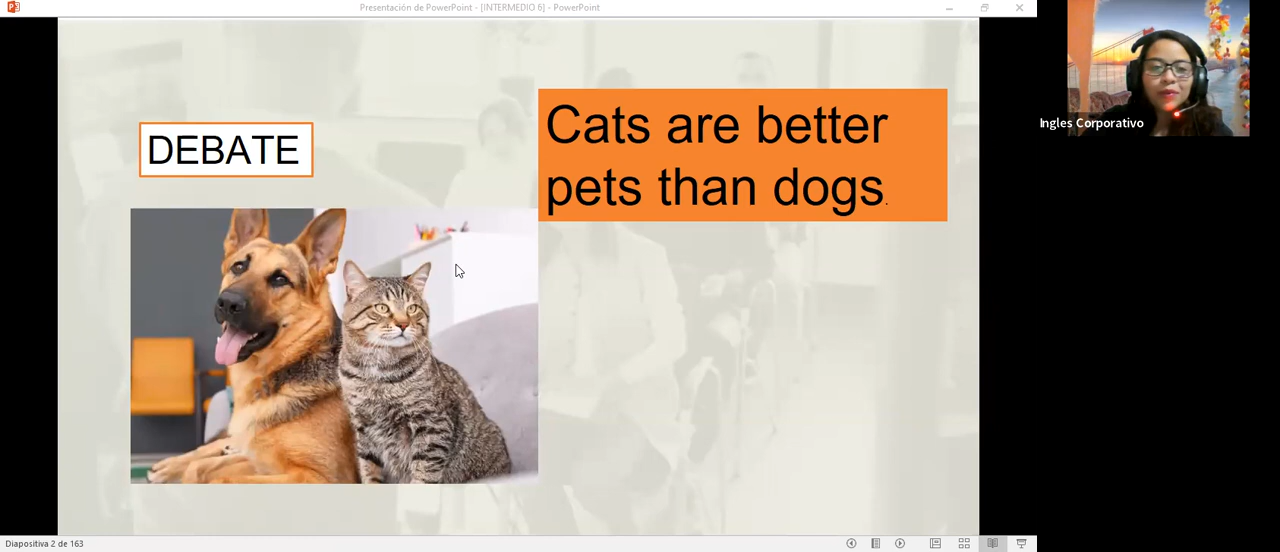 Presentación de PowerPoint - [INTERMEDIO 6] - PowerPoint
DEBATE
Cats are better
pets than dogs.
Ingles Corporativo
Diapositiva 2 de 163